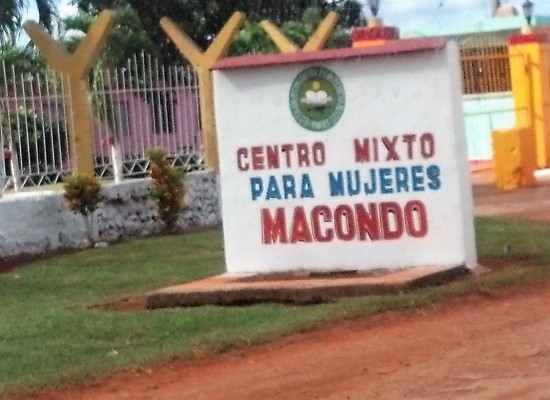 CENTRO MIXTO
PARA MUJERES
MACONDO